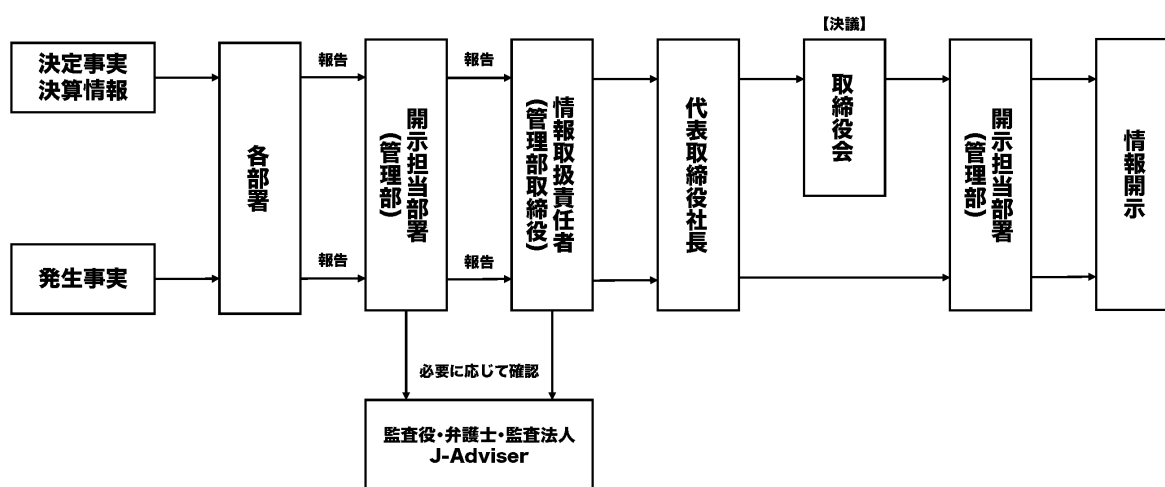 決定事実
決算情報
各部署
報告
開示担当部署
(管理部)
報告
情報取扱責任者
(管理部取締役)
代表取締役社長
【決議】
取締役会
開示担当部署
(管理部)
情報開示
発生事実
報告
報告
必要に応じて確認
監査役・弁護士・監査法人
J-Adviser